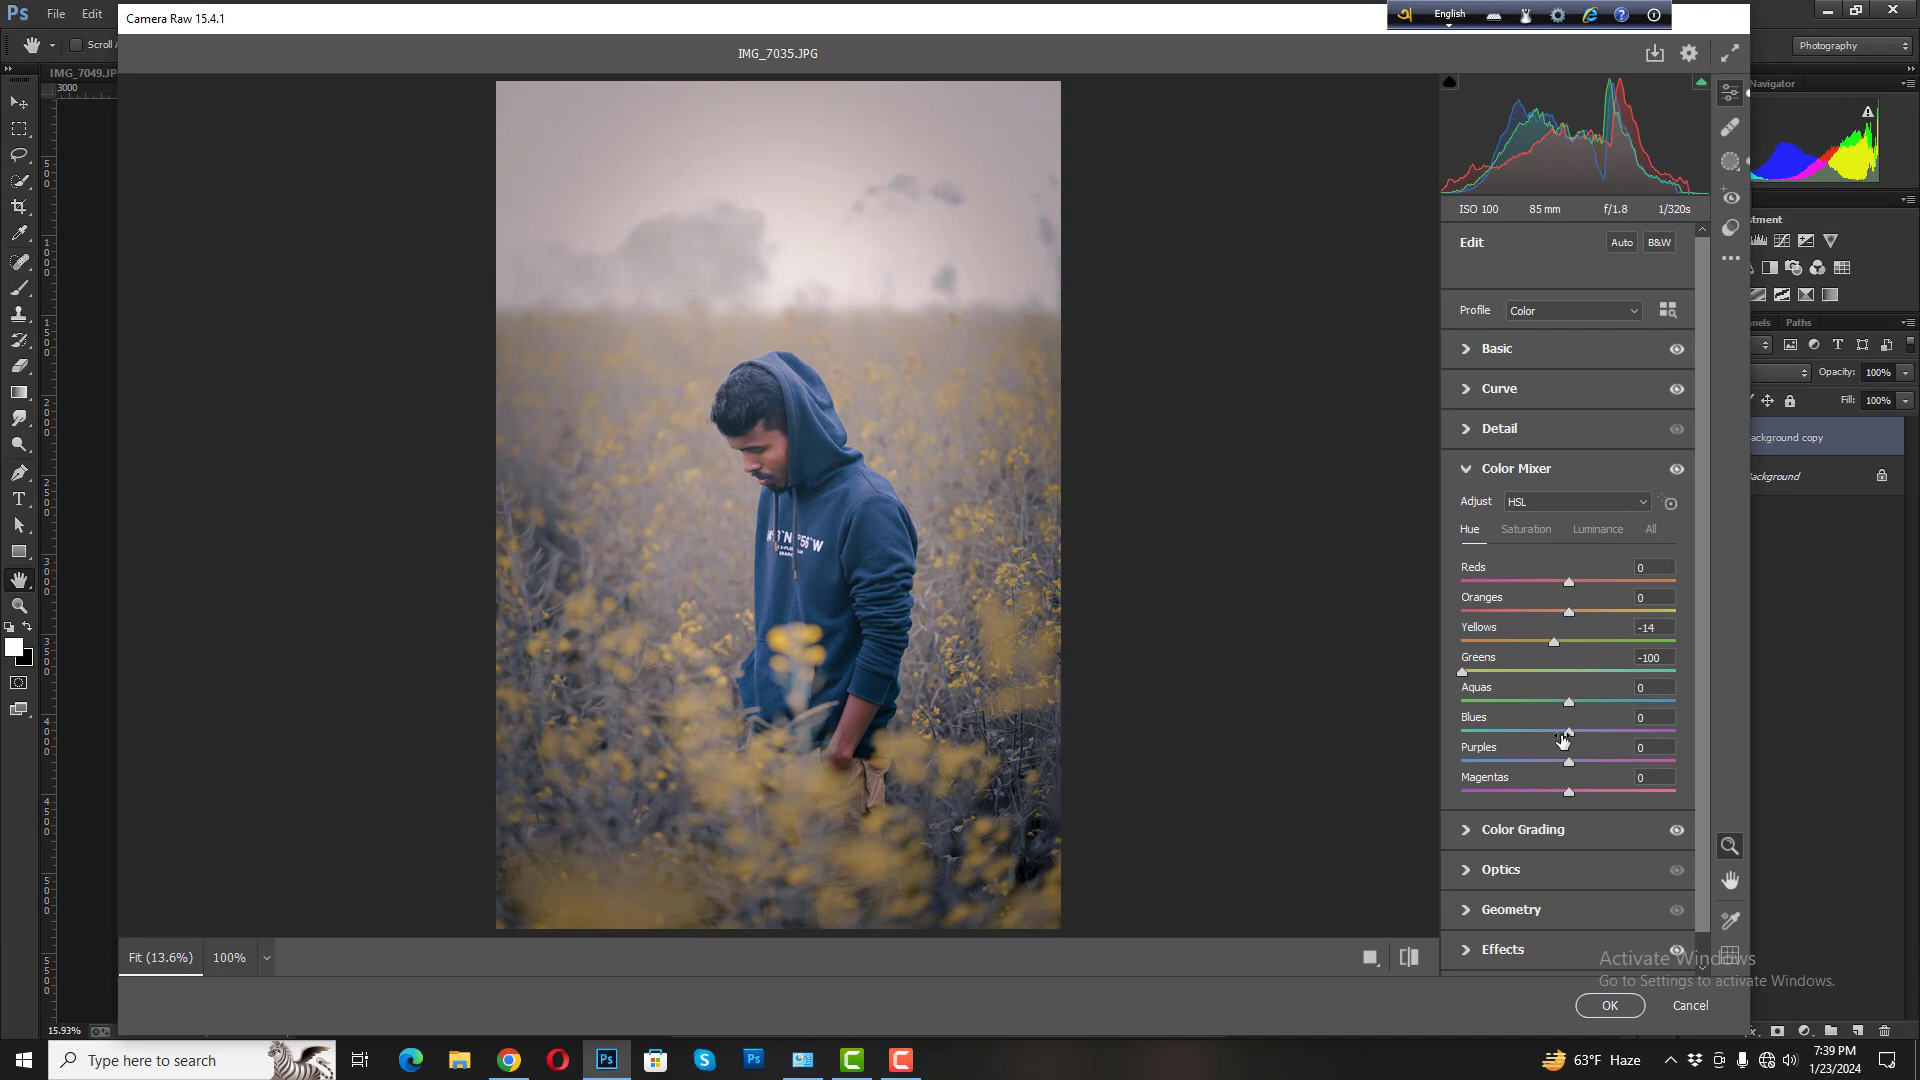 Camera Raw 15.4.1
English
Ps File Edit
Scroll
Photography
IMG_7035.JPG
IMG_7049.JP
3000
Navigator
ISO 100 85 mm f/1.8 1/320s
Edit Auto B&W
Profile Color
Basic
Curve
Detail
Color Mixer
Adjust HSL
Hue Saturation Luminance All
Reds 0
Oranges 0
Yellows -14
Greens -100
Aquas 0
Blues 0
Purples 0
Magentas 0
Color Grading
Optics
Geometry
Effects
stment
nels Paths
Opacity: 100%
Fill: 100%
ackground copy
ackground
Fit (13.6%) 100%
Activate Windows
Go to Settings to activate Windows.
OK Cancel
15.93%
Type here to search
63°F Haze
7:39 PM
1/23/2024